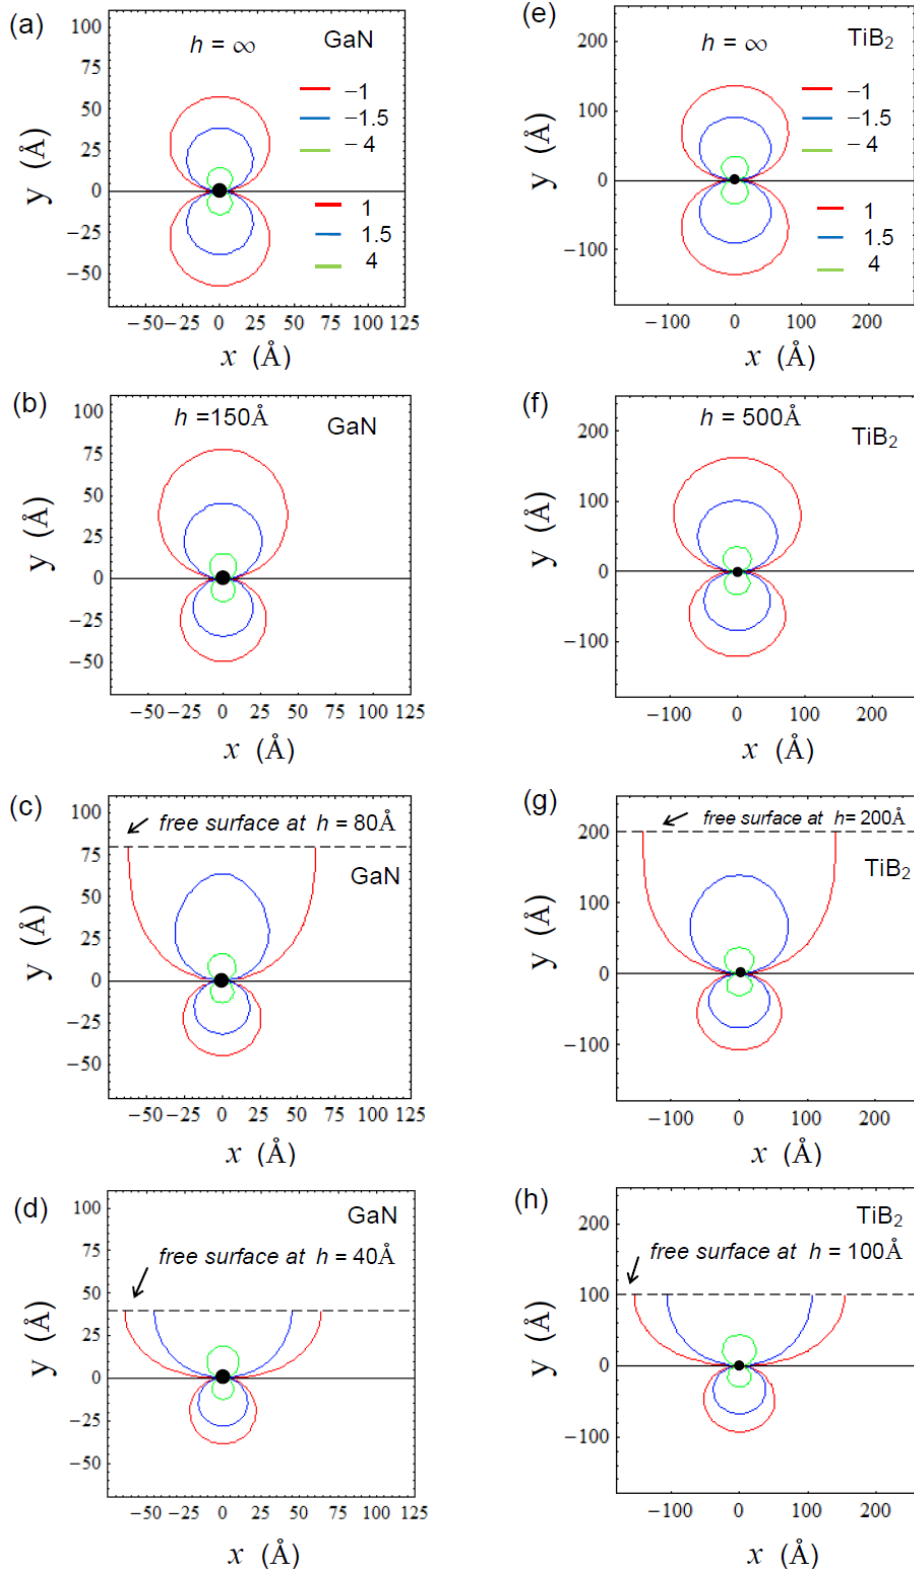 (a)
GaN
h = ∞
−1
−1.5
− 4
1
1.5
4
y (Å)
100
75
50
25
0
−25
−50
−50−25 0 25 50 75 100 125
x (Å)
(e)
TiB2
h = ∞
−1
−1.5
− 4
1
1.5
4
y (Å)
200
100
0
−100
−100 0 100 200
x (Å)
(b)
h =150Å
GaN
y (Å)
100
75
50
25
0
−25
−50
−50−25 0 25 50 75 100 125
x (Å)
(f)
h = 500Å
TiB2
y (Å)
200
100
0
−100
−100 0 100 200
x (Å)
(c)
free surface at h = 80Å
GaN
y (Å)
100
75
50
25
0
−25
−50
−50−25 0 25 50 75 100 125
x (Å)
(g)
free surface at h= 200Å
TiB2
y (Å)
200
100
0
−100
−100 0 100 200
x (Å)
(d)
GaN
free surface at h = 40Å
y (Å)
100
75
50
25
0
−25
−50
−50−25 0 25 50 75 100 125
x (Å)
(h)
TiB2
free surface at h = 100Å
y (Å)
200
100
0
−100
−100 0 100 200
x (Å)